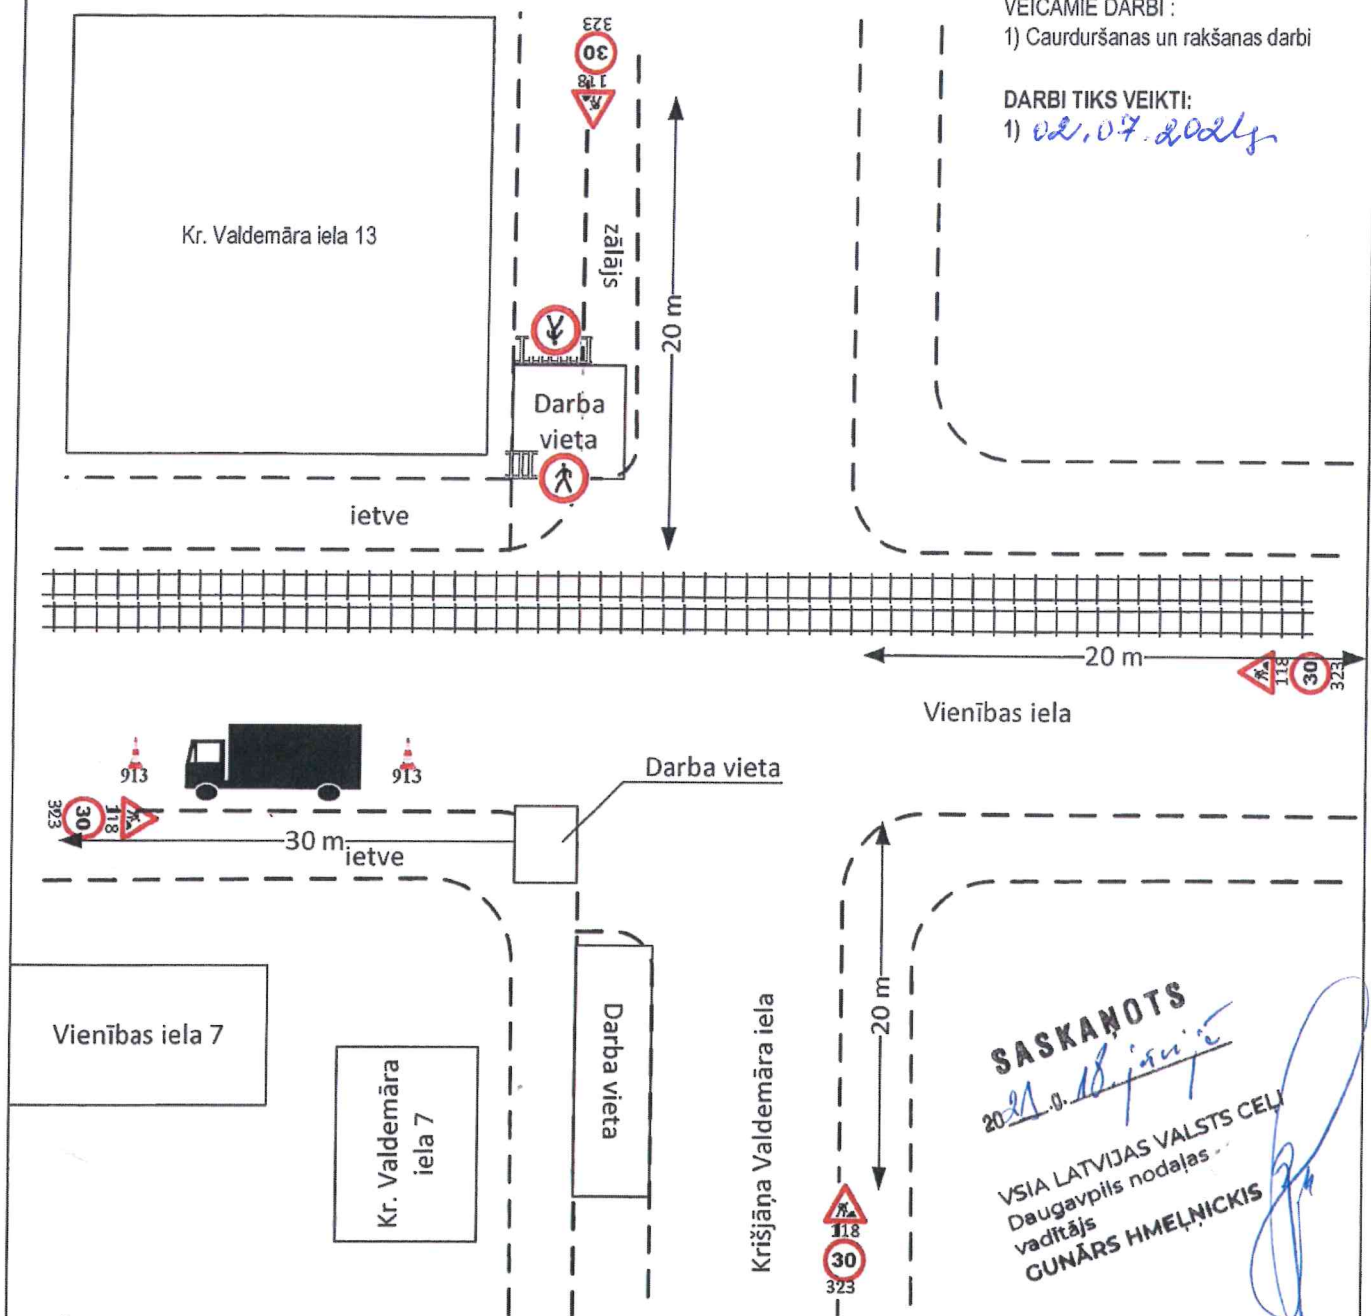 VEICAMIE DARBI :
1) Caurduršanas un rakšanas darbi
DARBI TIKS VEIKTI:
1) 02.07.2021g.
323
30
118
Kr. Valdemāra iela 13
zālājs
20 m
Darba
vieta
ietve
20 m
118
30
323
Vienības iela
913
913
Darba vieta
323
30
118
30 m
ietve
Vienības iela 7
Kr. Valdemāra
iela 7
Darba vieta
Krišjāņa Valdemāra iela
20 m
118
30
323
SASKAŅOTS
2021 .g. 18. jūnijā
VSIA LATVIJAS VALSTS CEĻI
Daugavpils nodaļas
vadītājs
GUNĀRS HMEĻNICKIS